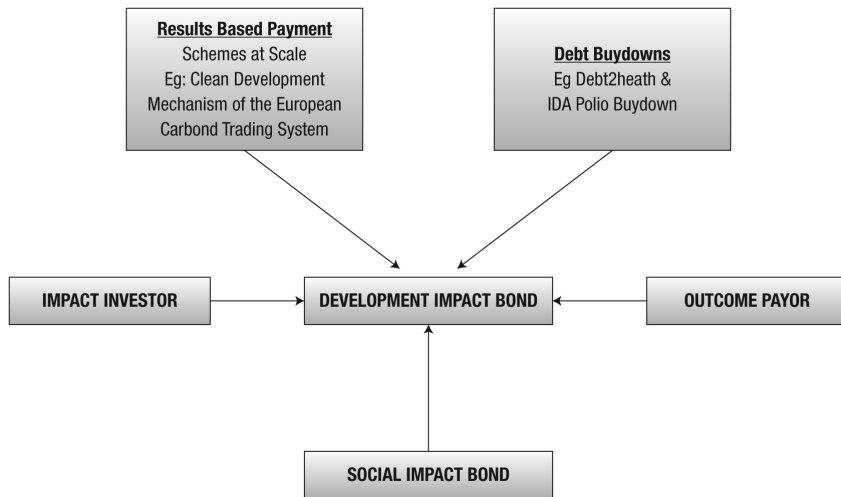 Results Based Payment
Schemes at Scale
Eg: Clean Development
Mechanism of the European
Carbond Trading System
Debt Buydowns
Eg Debt2heath &
IDA Polio Buydown
IMPACT INVESTOR
DEVELOPMENT IMPACT BOND
OUTCOME PAYOR
SOCIAL IMPACT BOND